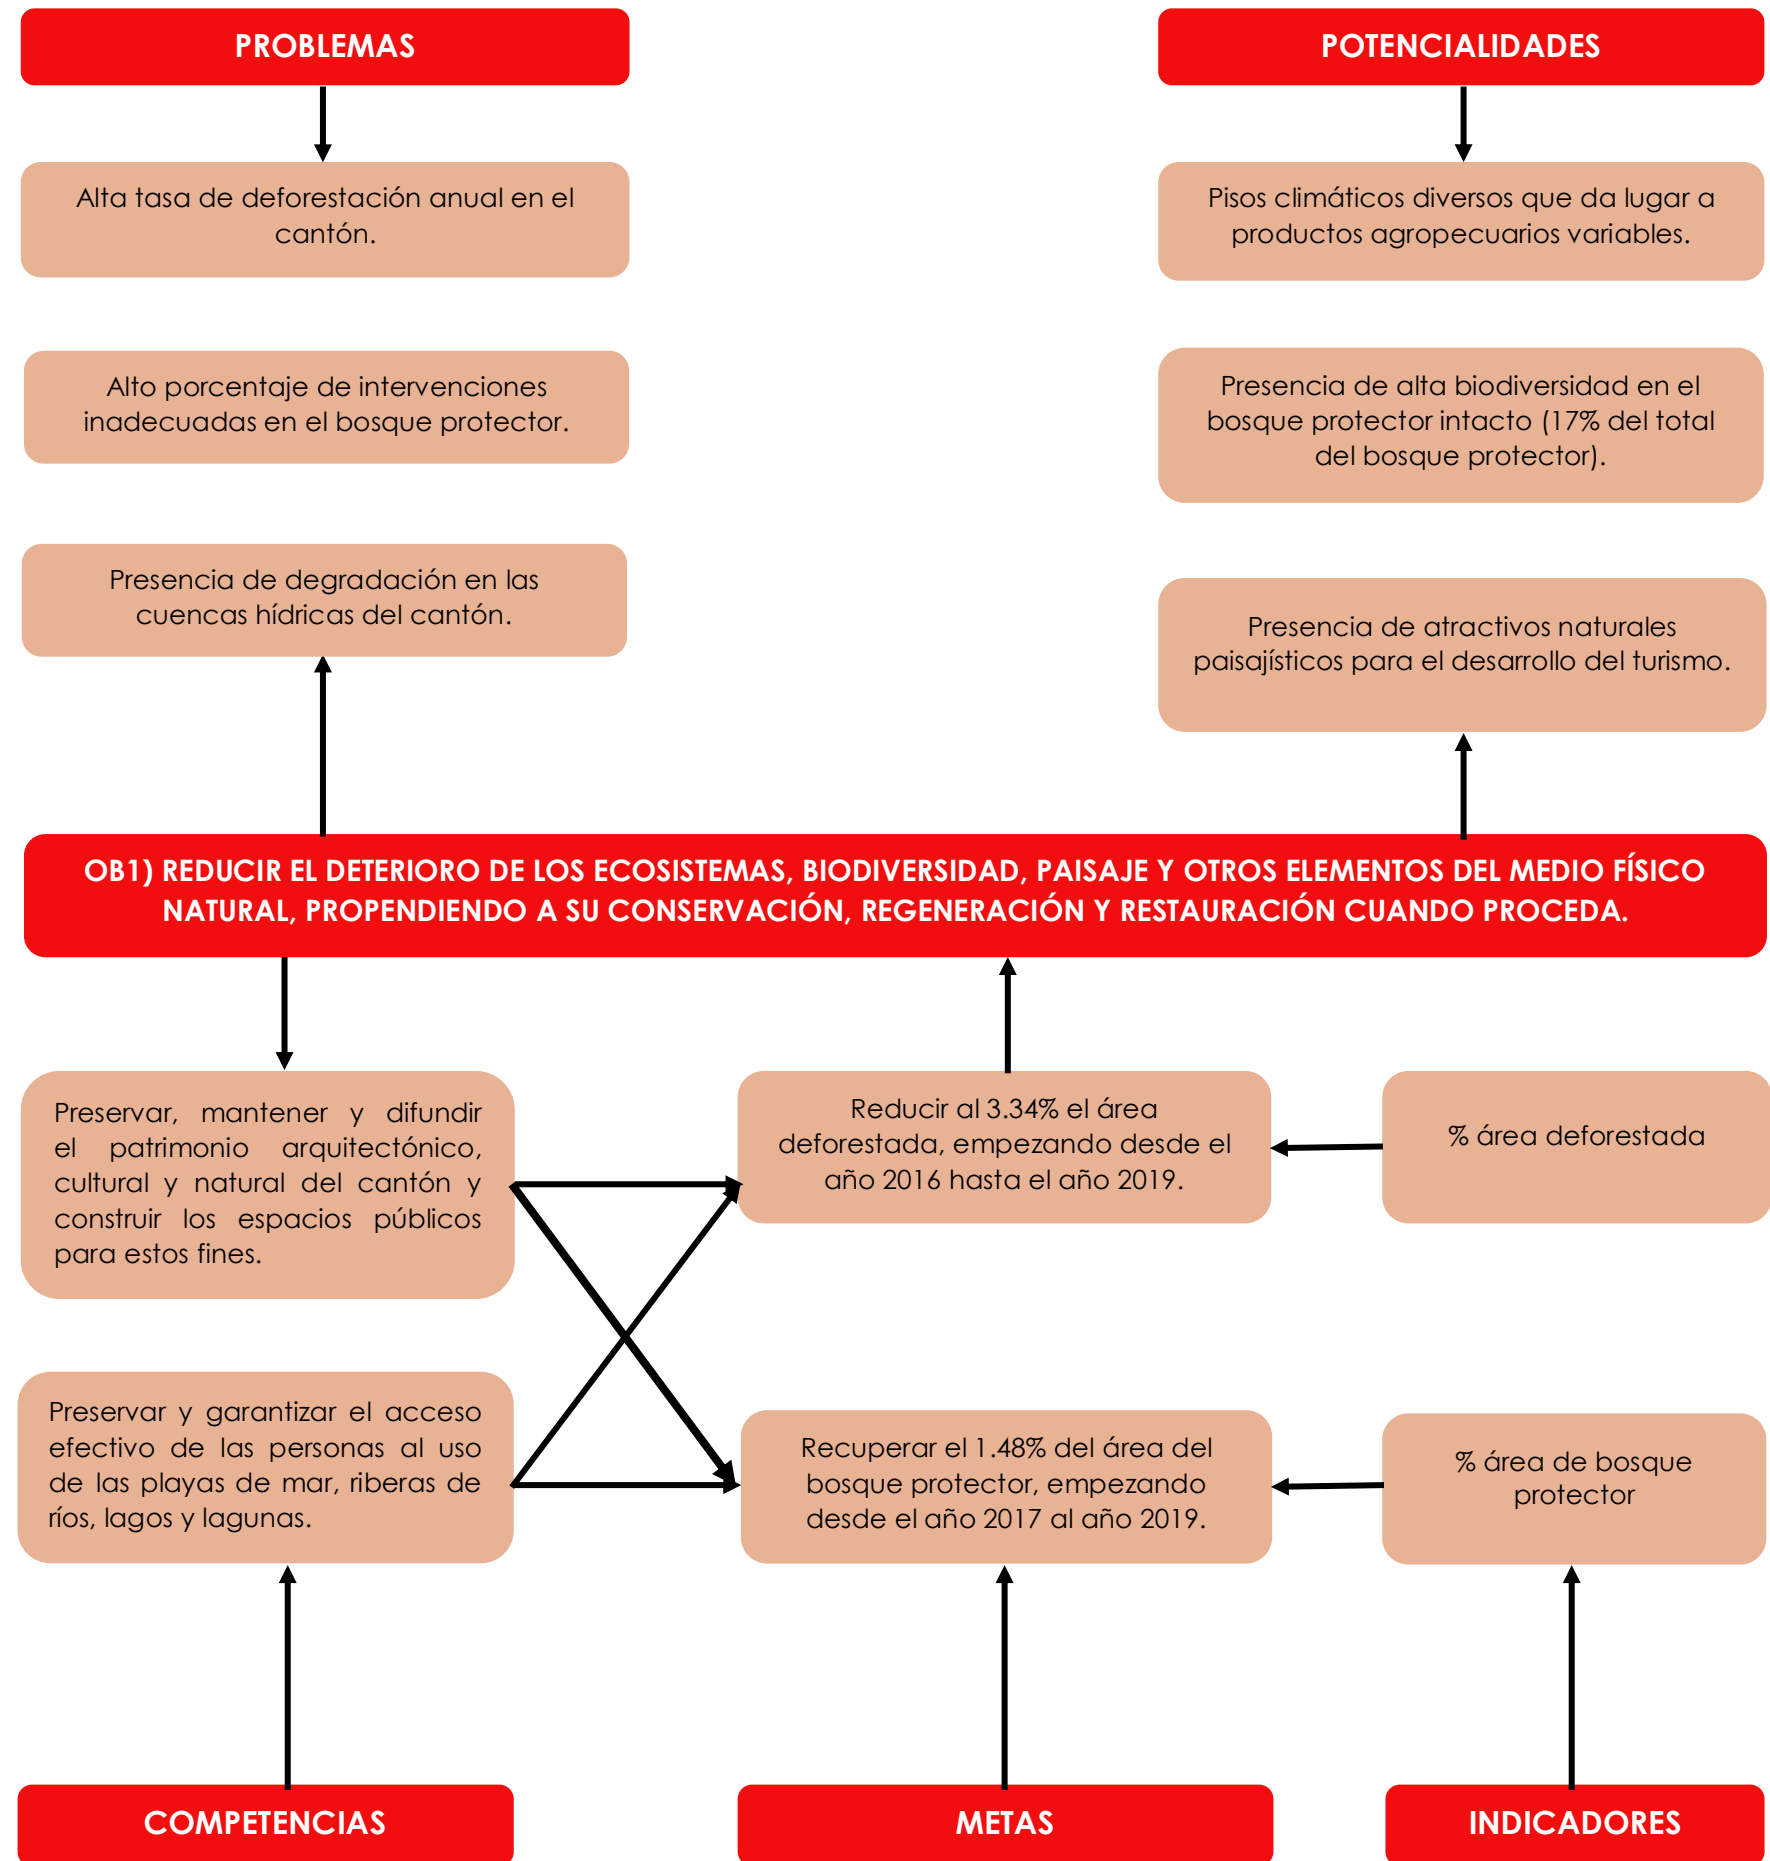 PROBLEMAS
Alta tasa de deforestación anual en el
cantón.
Alto porcentaje de intervenciones
inadecuadas en el bosque protector.
Presencia de degradación en las
cuencas hídricas del cantón.
POTENCIALIDADES
Pisos climáticos diversos que da lugar a
productos agropecuarios variables.
Presencia de alta biodiversidad en el
bosque protector intacto (17% del total
del bosque protector).
Presencia de atractivos naturales
paisajísticos para el desarrollo del turismo.
OB1) REDUCIR EL DETERIORO DE LOS ECOSISTEMAS, BIODIVERSIDAD, PAISAJE Y OTROS ELEMENTOS DEL MEDIO FÍSICO
NATURAL, PROPENDIENDO A SU CONSERVACIÓN, REGENERACIÓN Y RESTAURACIÓN CUANDO PROCEDA.
Preservar, mantener y difundir
el patrimonio arquitectónico,
cultural y natural del cantón y
construir los espacios públicos
para estos fines.
Reducir al 3.34% el área
deforestada, empezando desde el
año 2016 hasta el año 2019.
% área deforestada
Preservar y garantizar el acceso
efectivo de las personas al uso
de las playas de mar, riberas de
ríos, lagos y lagunas.
Recuperar el 1.48% del área del
bosque protector, empezando
desde el año 2017 al año 2019.
% área de bosque
protector
COMPETENCIAS
METAS
INDICADORES